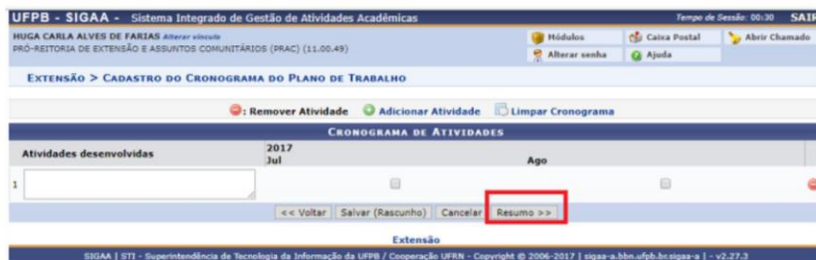 UFPB - SIGAA - Sistema Integrado de Gestão de Atividades Acadêmicas Tempo de Sessão: 00:30 SAIR
HUGA CARLA ALVES DE FARIAS Alterar vínculo Módulos Caixa Postal Abrir Chamado
PRÓ-REITORIA DE EXTENSÃO E ASSUNTOS COMUNITÁRIOS (PRAC) (11.00.49) Alterar senha Ajuda
EXTENSÃO > CADASTRO DO CRONOGRAMA DO PLANO DE TRABALHO
: Remover Atividade Adicionar Atividade Limpar Cronograma
CRONOGRAMA DE ATIVIDADES
Atividades desenvolvidas 2017
Jul Ago
1
<< Voltar Salvar (Rascunho) Cancelar Resumo >>
Extensão
SIGAA | STI - Superintendência de Tecnologia da Informação da UFPB / Cooperação UFRN - Copyright © 2006-2017 | sigaa-a.bbn.ufpb.br.sigaa-a | - v2.27.3